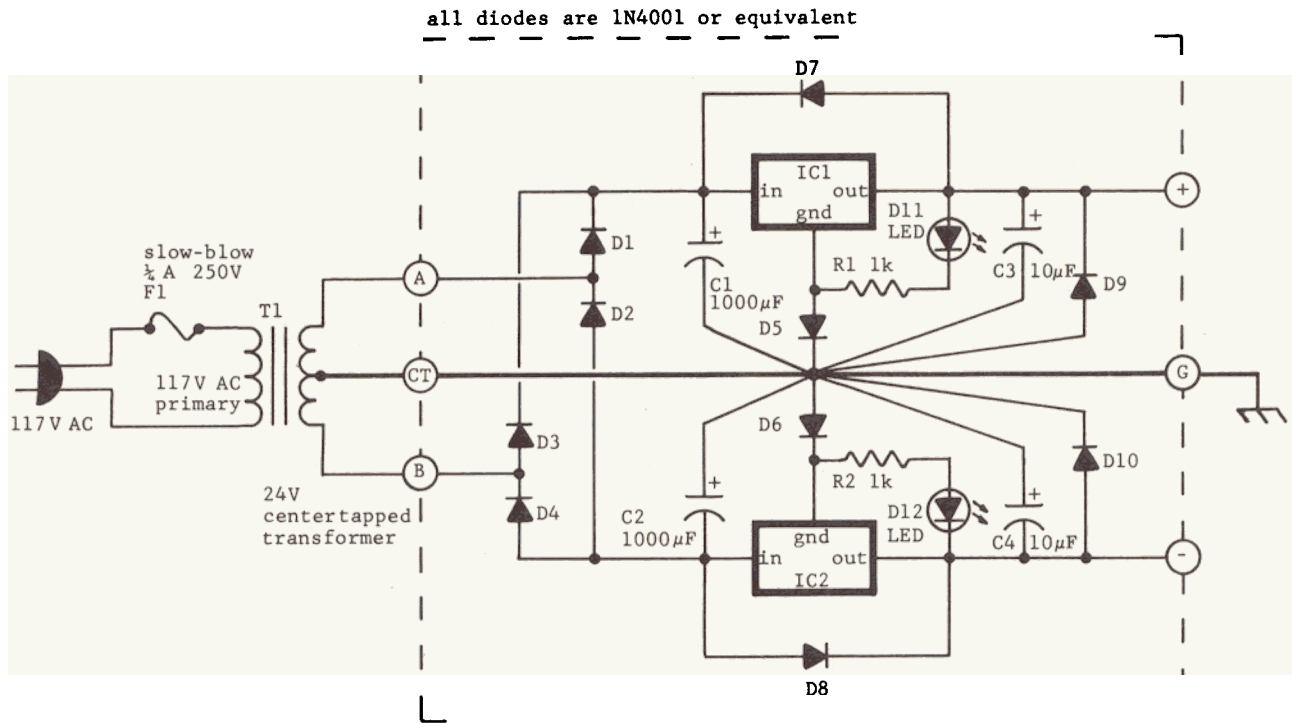 all diodes are 1N4001 or equivalent
D7
IC1
in
out
gnd
D11
LED
+
D1
A
slow-blow
¼ A 250V
F1
T1
+
C1
1000µF
R1 1k
+
C3 10µF
D9
D2
D5
117V AC
primary
CT
G
117V AC
D6
D3
B
D4
24V
centertapped
transformer
+
C2
1000µF
R2 1k
D12
LED
+
C4 10µF
D10
gnd
in
out
IC2
-
D8